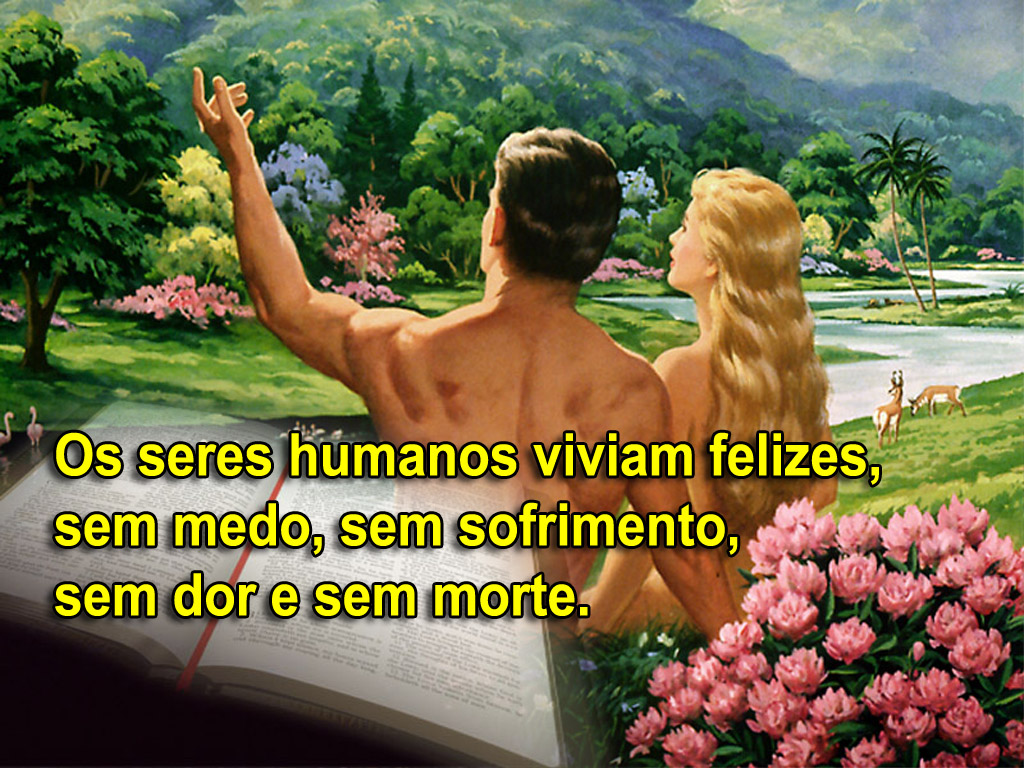 Os seres humanos viviam felizes,
sem medo, sem sofrimento,
sem dor e sem morte.